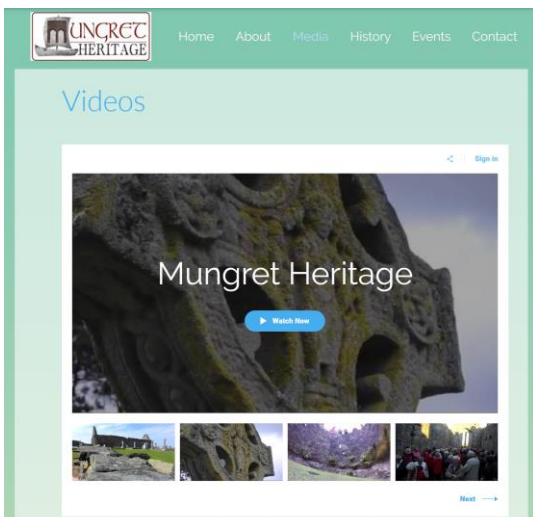 MUNGRET
HERITAGE
Home About Media History Events Contact
Videos
Sign in
Mungret Heritage
Watch Now
Next